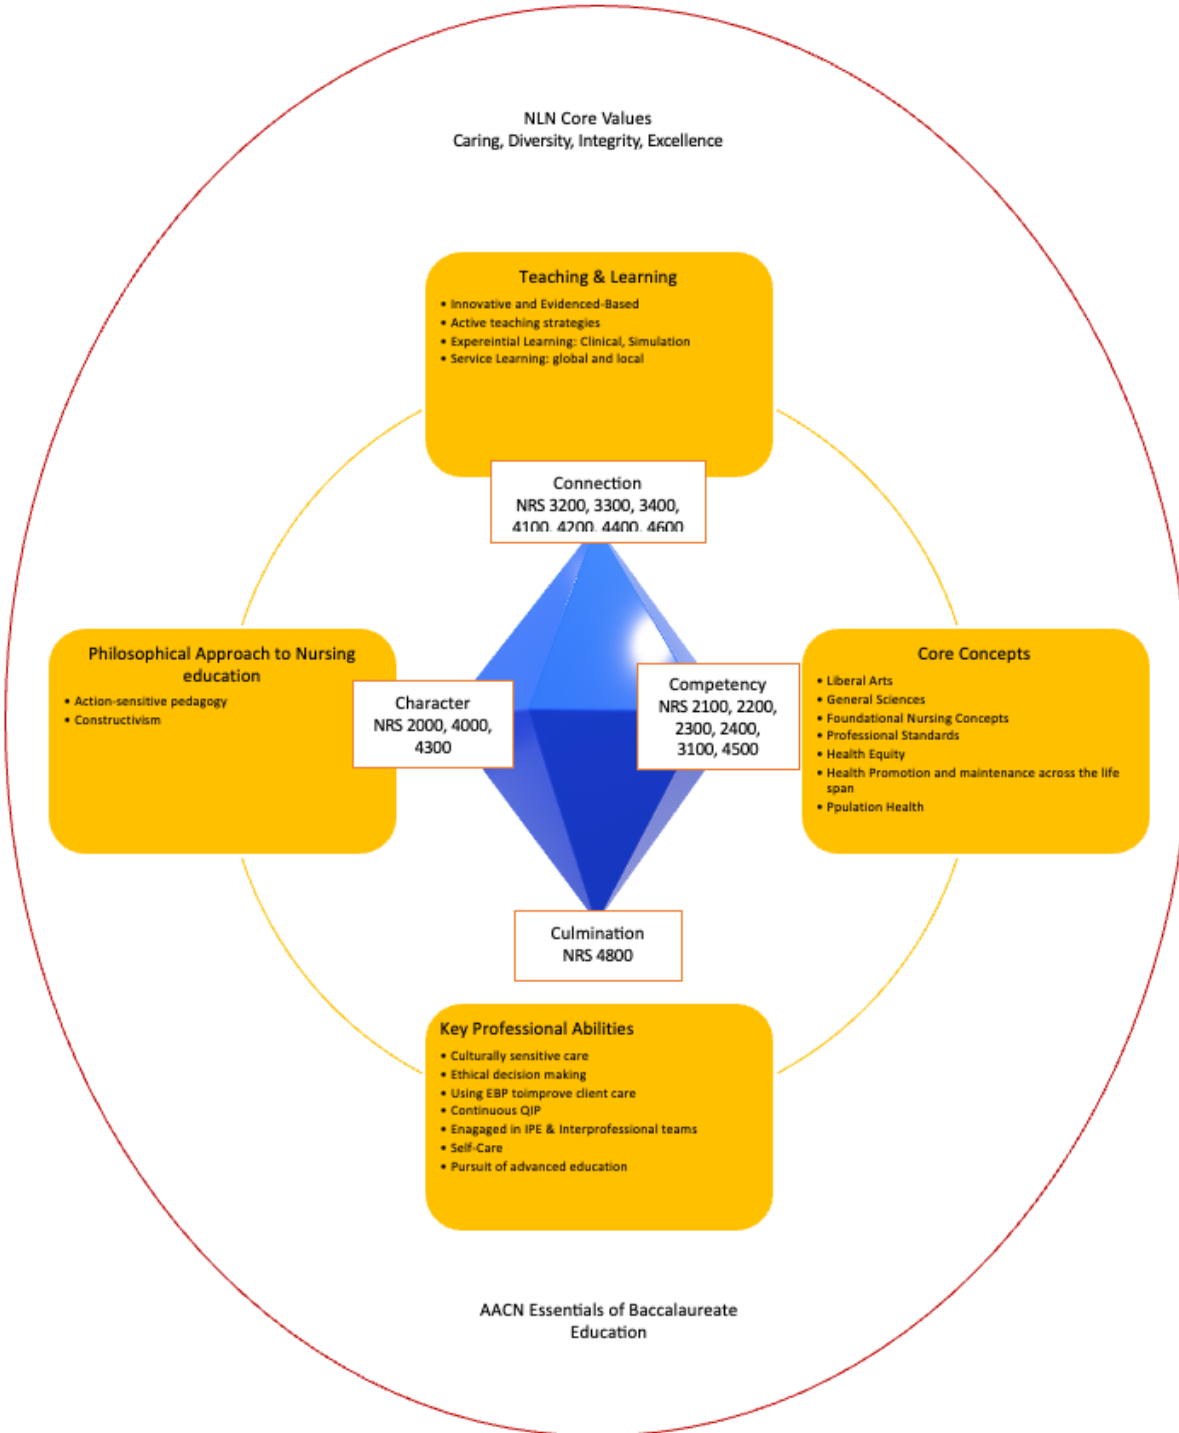 NLN Core Values
Caring, Diversity, Integrity, Excellence
Teaching & Learning
• Innovative and Evidenced-Based
• Active teaching strategies
• Expereintial Learning: Clinical, Simulation
• Service Learning: global and local
Connection
NRS 3200, 3300, 3400,
4100, 4200, 4400, 4600
Philosophical Approach to Nursing
education
• Action-sensitive pedagogy
• Constructivism
Character
NRS 2000, 4000,
4300
Competency
NRS 2100, 2200,
2300, 2400,
3100, 4500
Core Concepts
• Liberal Arts
• General Sciences
• Foundational Nursing Concepts
• Professional Standards
• Health Equity
• Health Promotion and maintenance across the life
span
• Ppulation Health
Culmination
NRS 4800
Key Professional Abilities
• Culturally sensitive care
• Ethical decision making
• Using EBP toimprove client care
• Continuous QIP
• Enagaged in IPE & Interprofessional teams
• Self-Care
• Pursuit of advanced education
AACN Essentials of Baccalaureate
Education